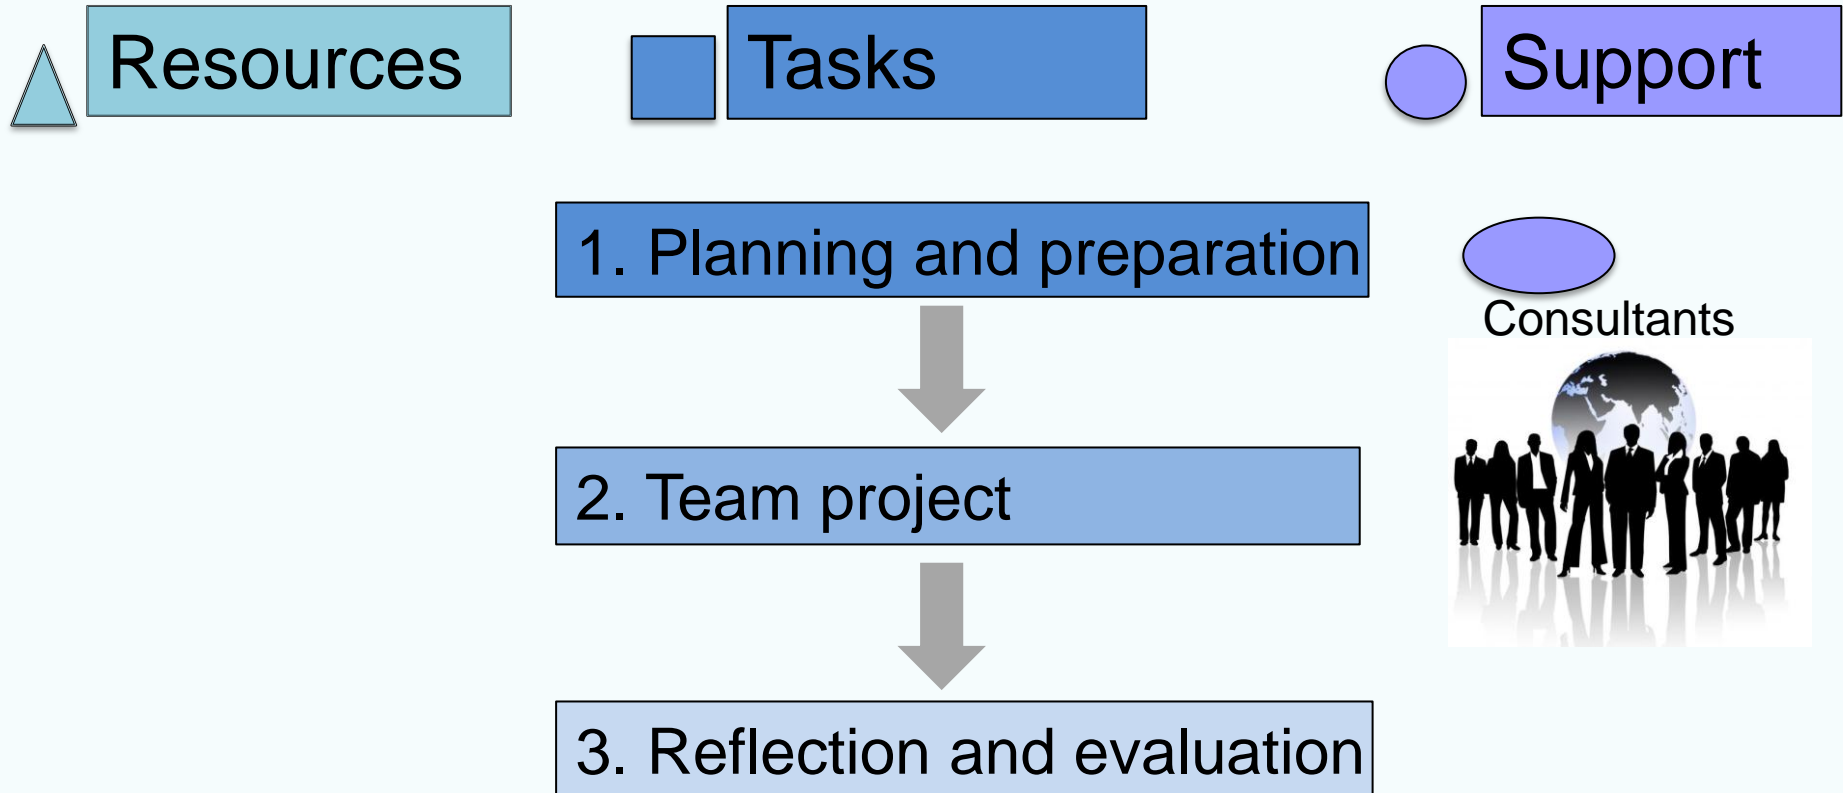 Resources
Tasks
Support
1. Planning and preparation
Consultants
2. Team project
3. Reflection and evaluation